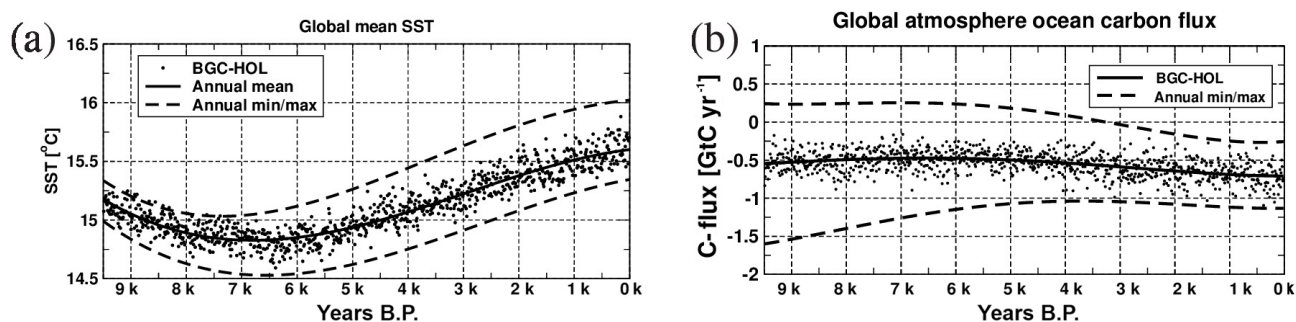 (a)
Global mean SST
SST [°C]
16.5
16
15.5
15
14.5
BGC-HOL
Annual mean
Annual min/max
9 k 8 k 7 k 6 k 5 k 4 k 3 k 2 k 1 k 0 k
Years B.P.
(b)
Global atmosphere ocean carbon flux
C-flux [GtC yr⁻¹]
1
0.5
0
-0.5
-1
-1.5
-2
BGC-HOL
Annual min/max
9 k 8 k 7 k 6 k 5 k 4 k 3 k 2 k 1 k 0 k
Years B.P.